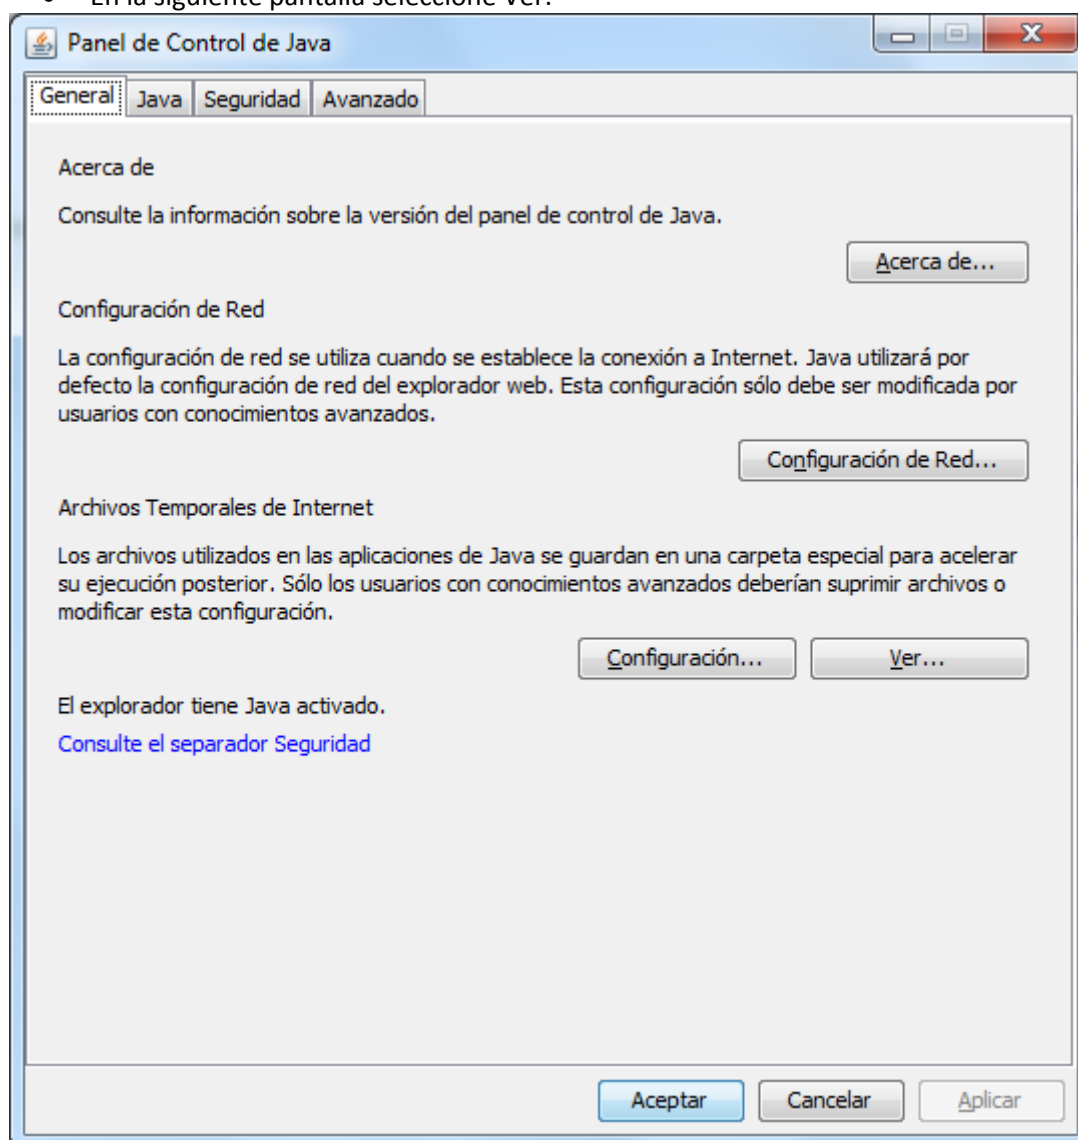 En la siguiente pantalla seleccione Ver.
Panel de Control de Java
General Java Seguridad Avanzado
Acerca de
Consulte la información sobre la versión del panel de control de Java.
Acerca de...
Configuración de Red
La configuración de red se utiliza cuando se establece la conexión a Internet. Java utilizará por
defecto la configuración de red del explorador web. Esta configuración sólo debe ser modificada por
usuarios con conocimientos avanzados.
Configuración de Red...
Archivos Temporales de Internet
Los archivos utilizados en las aplicaciones de Java se guardan en una carpeta especial para acelerar
su ejecución posterior. Sólo los usuarios con conocimientos avanzados deberían suprimir archivos o
modificar esta configuración.
Configuración... Ver...
El explorador tiene Java activado.
Consulte el separador Seguridad
Aceptar Cancelar Aplicar